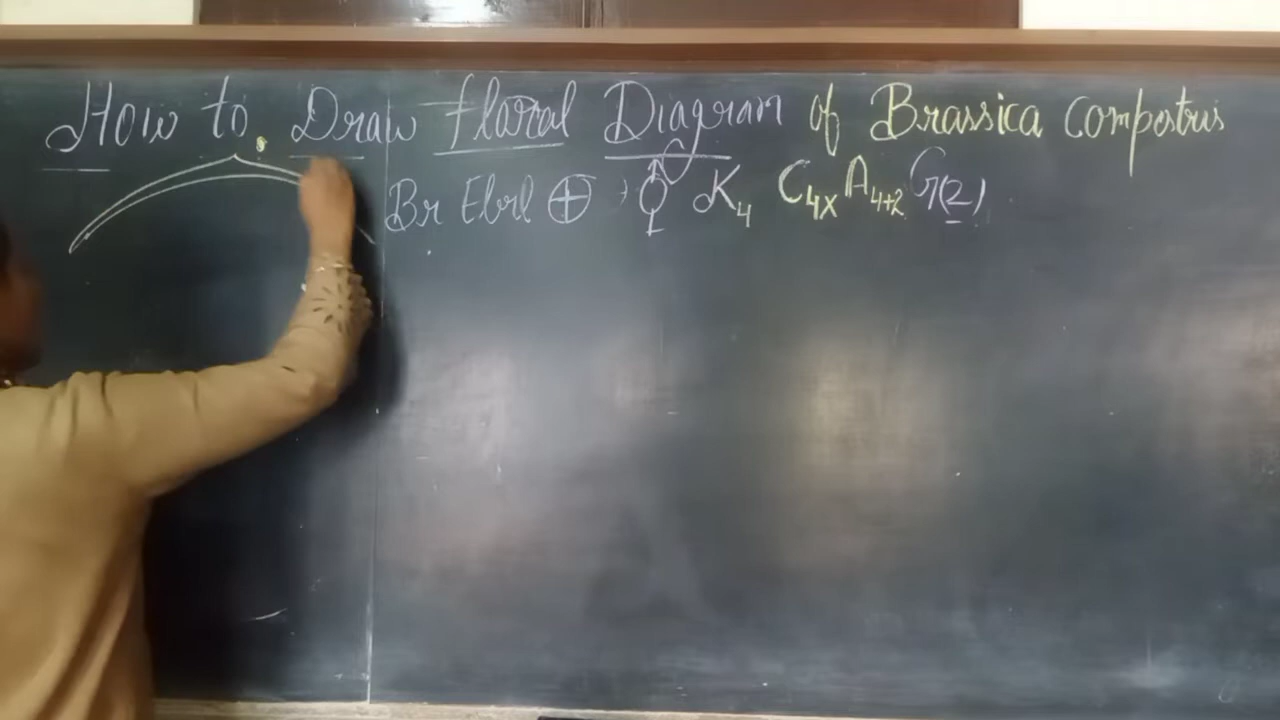 How to Draw floral Diagram of Brassica Compestris
Br Ebrl ⊕ , ⚥ K4 C4x A4+2 G(2)